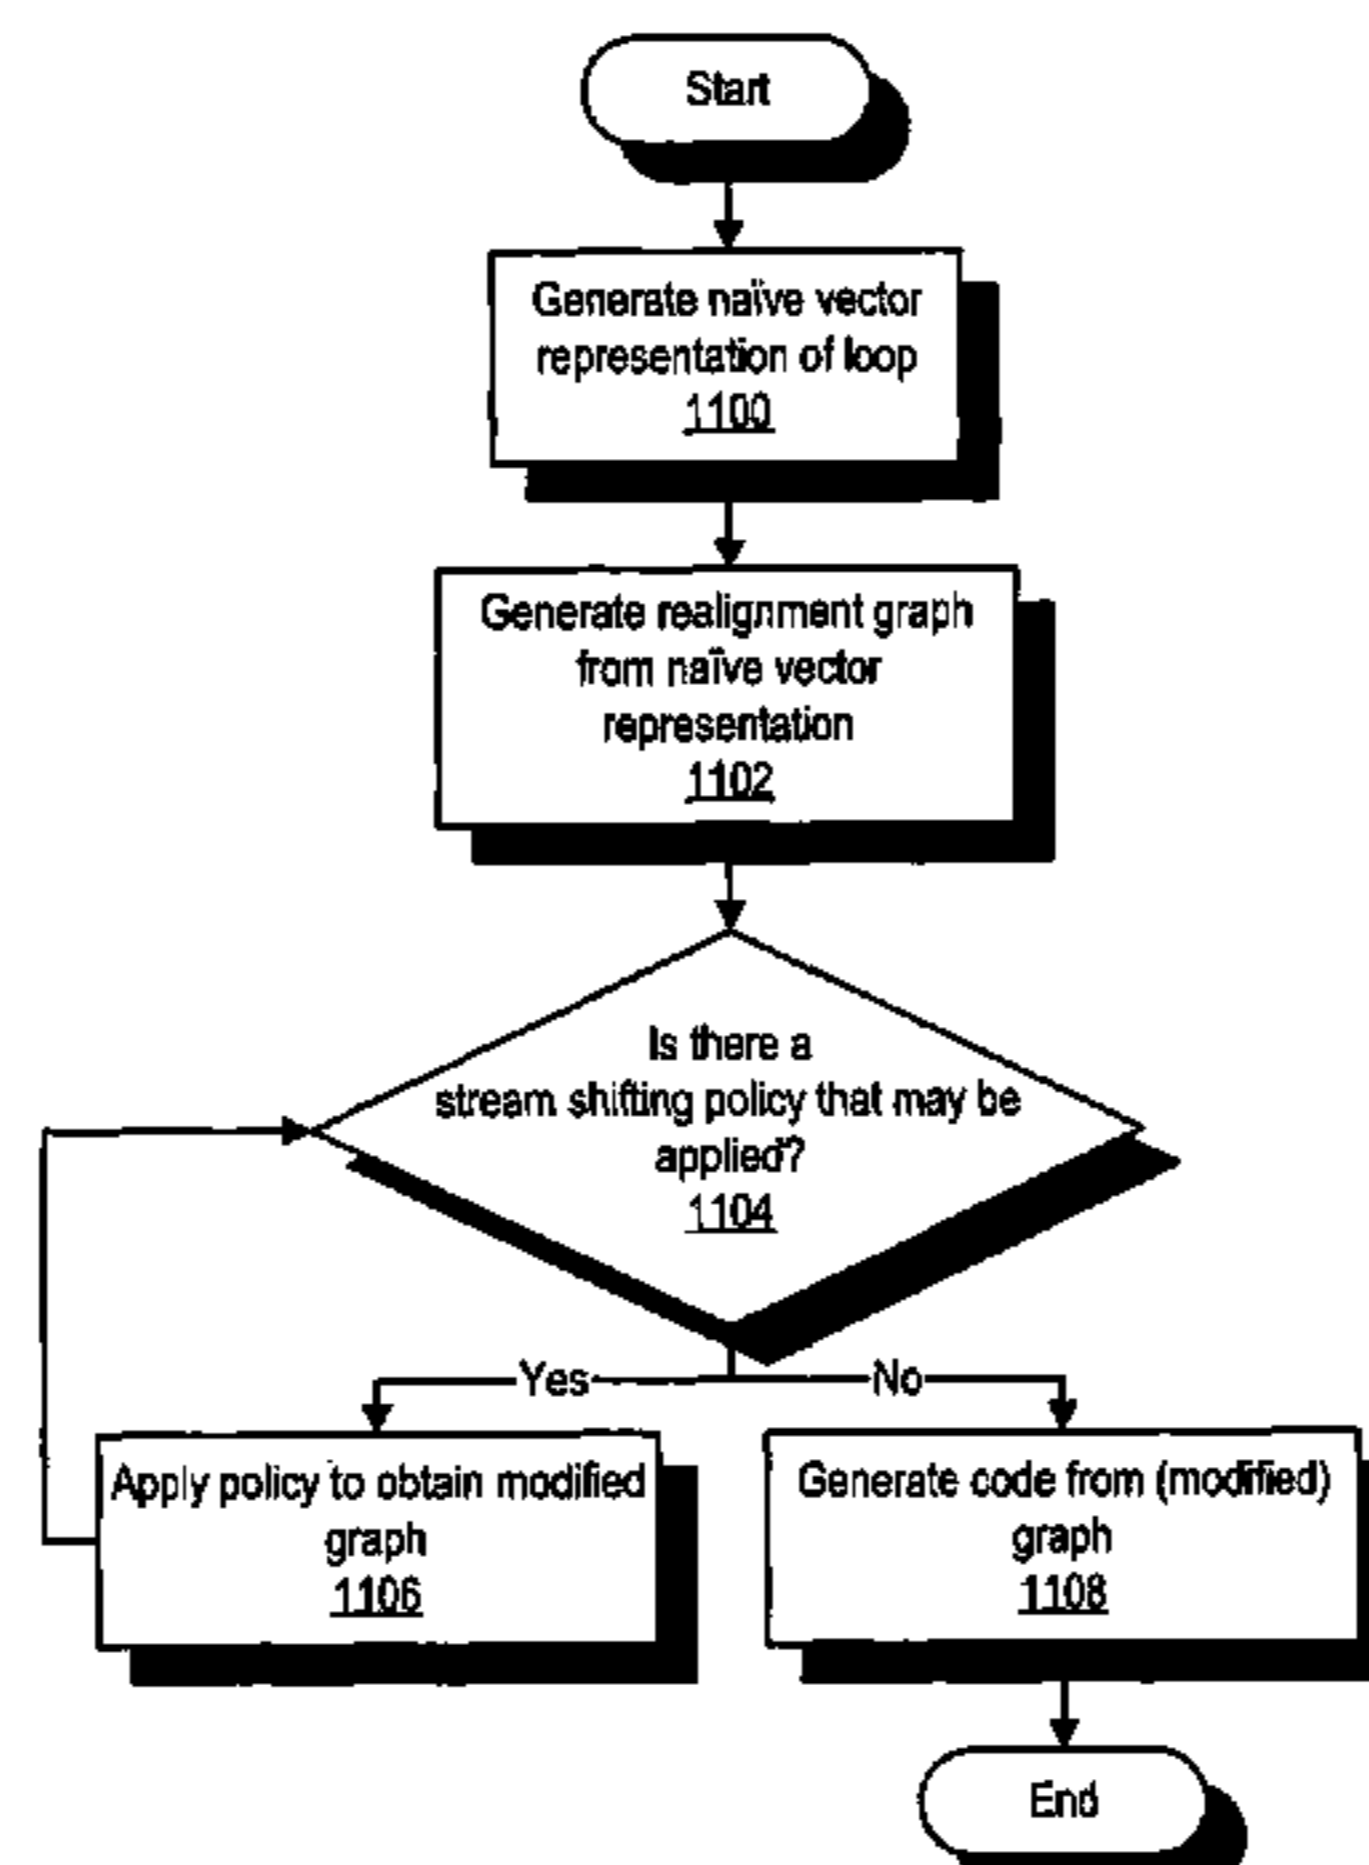 Start
Generate naïve vector
representation of loop
1100
Generate realignment graph
from naïve vector
representation
1102
Is there a
stream shifting policy that may be
applied?
1104
Yes
No
Apply policy to obtain modified
graph
1106
Generate code from (modified)
graph
1108
End